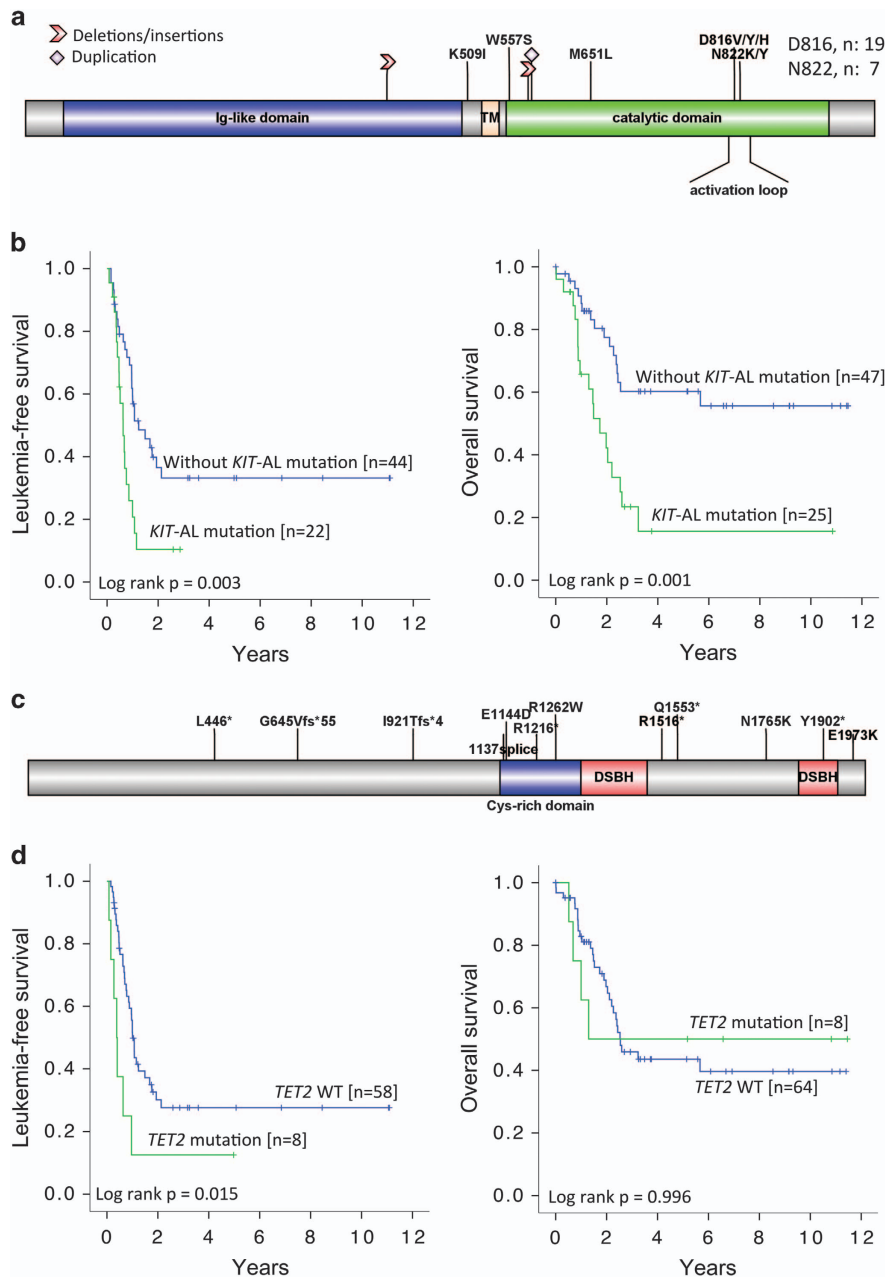 a
Deletions/insertions
Duplication
K509I
W557S
M651L
D816V/Y/H
N822K/Y
D816, n: 19
N822, n: 7
Ig-like domain
TM
catalytic domain
activation loop
b
Leukemia-free survival
1.0
0.8
0.6
0.4
0.2
0.0
Without KIT-AL mutation [n=44]
KIT-AL mutation [n=22]
Log rank p = 0.003
0 2 4 6 8 10 12
Years
Overall survival
1.0
0.8
0.6
0.4
0.2
0.0
Without KIT-AL mutation [n=47]
KIT-AL mutation [n=25]
Log rank p = 0.001
0 2 4 6 8 10 12
Years
c
L446*
G645Vfs*55
I921Tfs*4
1137splice
E1144D
R1216*
R1262W
Q1553*
R1516*
N1765K
Y1902*
E1973K
DSBH
DSBH
Cys-rich domain
d
Leukemia-free survival
1.0
0.8
0.6
0.4
0.2
0.0
TET2 WT [n=58]
TET2 mutation [n=8]
Log rank p = 0.015
0 2 4 6 8 10 12
Years
Overall survival
1.0
0.8
0.6
0.4
0.2
0.0
TET2 mutation [n=8]
TET2 WT [n=64]
Log rank p = 0.996
0 2 4 6 8 10 12
Years